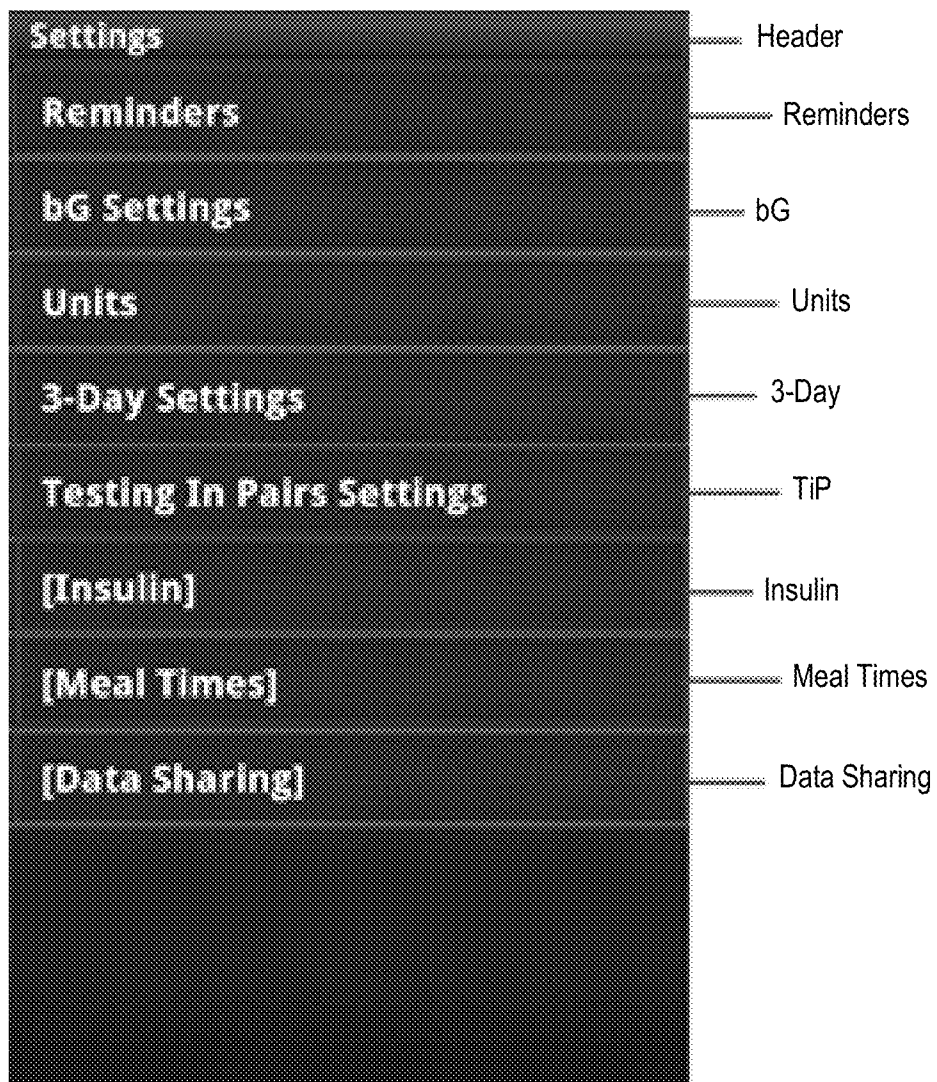 Settings
Header
Reminders
Reminders
bG Settings
bG
Units
Units
3-Day Settings
3-Day
Testing In Pairs Settings
TiP
[Insulin]
Insulin
[Meal Times]
Meal Times
[Data Sharing]
Data Sharing